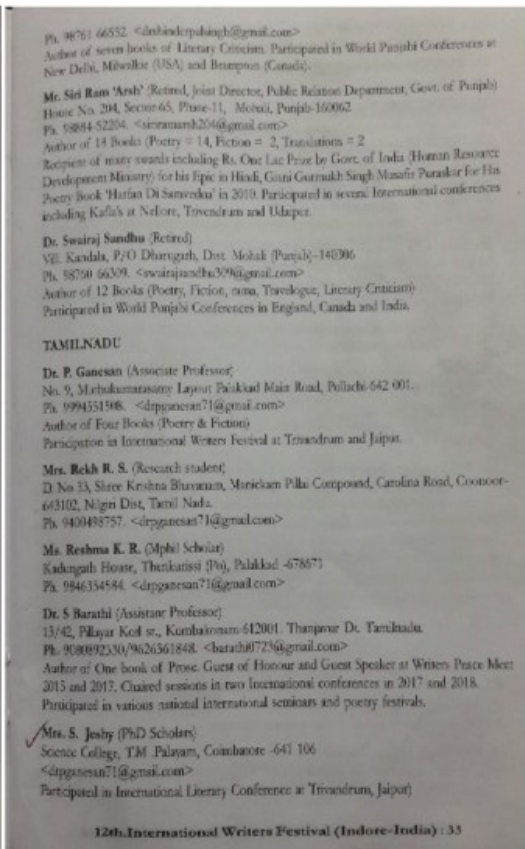 Ph. 98761 66552. <dashinderpalsingh@gmail.com>
Author of seven books of Literary Criticism. Participated in World Punjabi Conferences at
New Delhi, Milwalkie (USA) and Brampton (Canada).
Mr. Siri Ram 'Arsh' (Retired, Joint Director, Public Relation Department, Govt. of Punjab)
House No. 204, Sector-65, Phase-11, Mohali, Punjab-160062
Ph. 98884-52204. <siriramarsh204@gmail.com>
Author of 18 Books (Poetry = 14, Fiction = 2, Translations = 2
Recipient of many awards including Rs. One Lac Prize by Govt. of India (Human Resource
Development Ministry) for his Epic in Hindi, Giani Gurmukh Singh Musafir Puraskar for His
Poetry Book 'Harfan Di Samvedna' in 2010. Participated in several International conferences
including Kafla's at Nellore, Trivendrum and Udaipur.
Dr. Swairaj Sandhu (Retired)
Vill. Kandala, P/O Dharugarh, Dist. Mohali (Punjab)-140306
Ph. 98760 66309. <swairajsandhu309@gmail.com>
Author of 12 Books (Poetry, Fiction, Travelogue, Literary Criticism)
Participated in World Punjabi Conferences in England, Canada and India.
TAMILNADU
Dr. P. Ganesan (Associate Professor)
No. 9, Muthukumarasamy Layout Palakkad Main Road, Pollachi-642 001.
Ph. 9994551508. <drpganesan71@gmail.com>
Author of Four Books (Poetry & Fiction)
Participation in International Writers Festival at Trivandrum and Jaipur.
Mrs. Rekh R. S. (Research student)
D. No 33, Shree Krishna Bhavanam, Manickam Pillai Compound, Carolina Road, Coonoor-
643102, Nilgiri Dist, Tamil Nadu.
Ph. 9400498757. <drpganesan71@gmail.com>
Ms. Reshma K. R. (Mphil Scholar)
Kadungath House, Thenkurissi (Po), Palakkad -678671
Ph. 9846354584. <drpganesan71@gmail.com>
Dr. S Barathi (Assistant Professor)
13/42, Pillayar Koil st., Kumbakonam-612001. Thanjavur Dt. Tamilnadu.
Ph. 9080892330/9626361848. <barathi0723@gmail.com>
Author of One book of Prose. Guest of Honour and Guest Speaker at Writers Peace Meet
2015 and 2017. Chaired sessions in two International conferences in 2017 and 2018.
Participated in various national international seminars and poetry festivals.
Mrs. S. Jeshy (PhD Scholars)
Science College, T.M .Palayam, Coimbatore -641 106
<drpganesan71@gmail.com>
Participated in International Literary Conference at Trivandrum, Jaipur)
12th.International Writers Festival (Indore-India) : 33